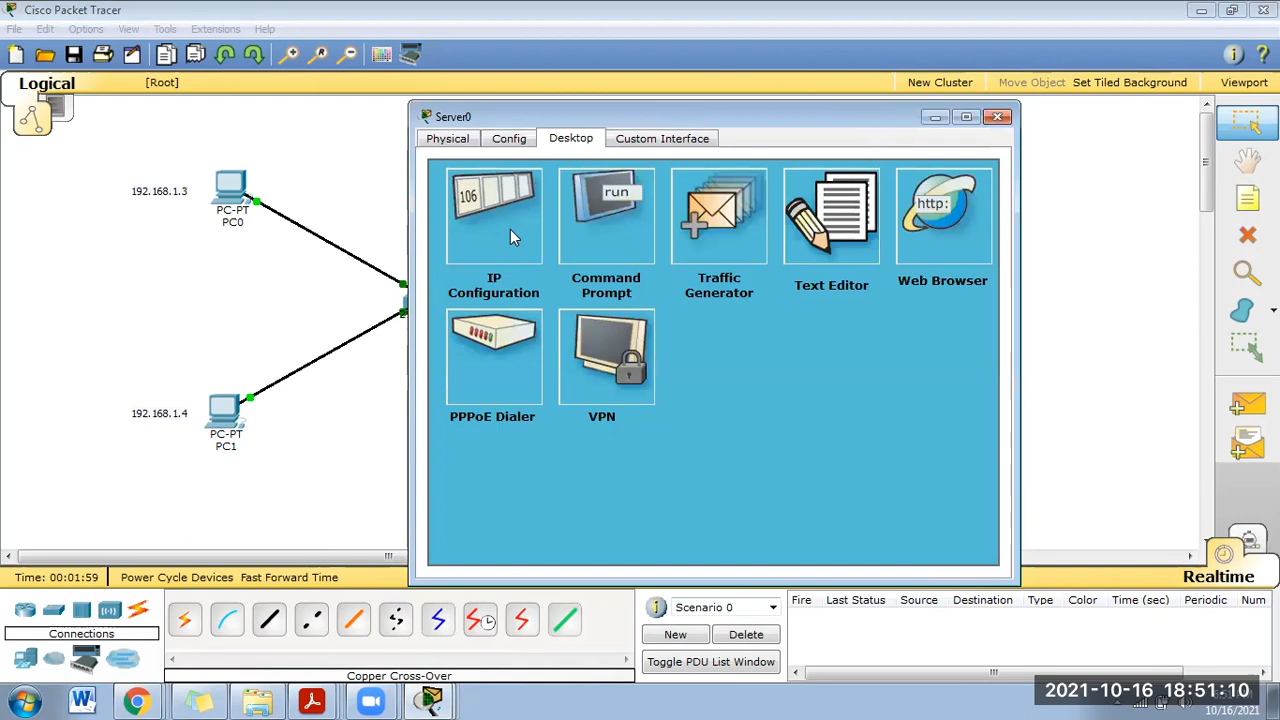 Cisco Packet Tracer
File Edit Options View Tools Extensions Help
Logical
[Root]
New Cluster
Move Object
Set Tiled Background
Viewport
Server0
Physical
Config
Desktop
Custom Interface
106
run
http:
IP
Configuration
Command
Prompt
Traffic
Generator
Text Editor
Web Browser
PPPoE Dialer
VPN
192.168.1.3
PC-PT
PC0
192.168.1.4
PC-PT
PC1
Time: 00:01:59
Power Cycle Devices
Fast Forward Time
Realtime
Connections
Copper Cross-Over
Scenario 0
New
Delete
Toggle PDU List Window
Fire
Last Status
Source
Destination
Type
Color
Time (sec)
Periodic
Num
2021-10-16 18:51:10
10/16/2021